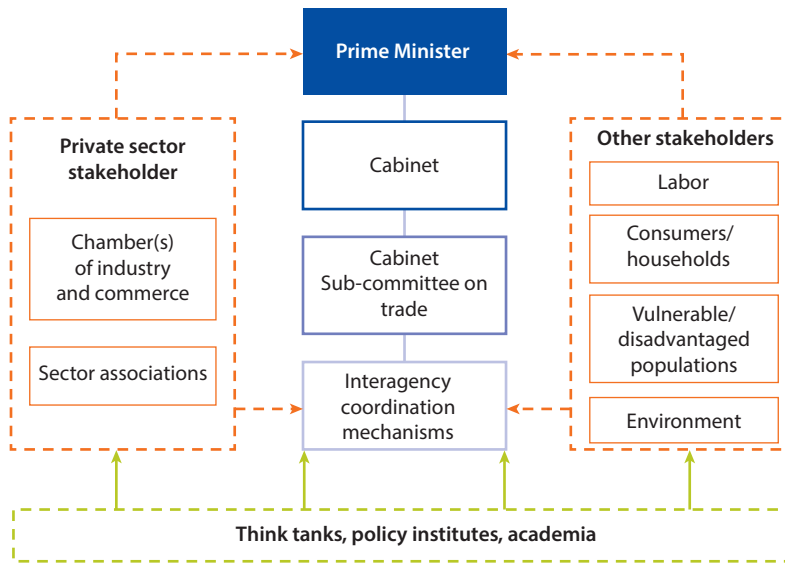 Prime Minister
Private sector
stakeholder
Chamber(s)
of industry
and commerce
Sector associations
Cabinet
Cabinet
Sub-committee on
trade
Interagency
coordination
mechanisms
Other stakeholders
Labor
Consumers/
households
Vulnerable/
disadvantaged
populations
Environment
Think tanks, policy institutes, academia